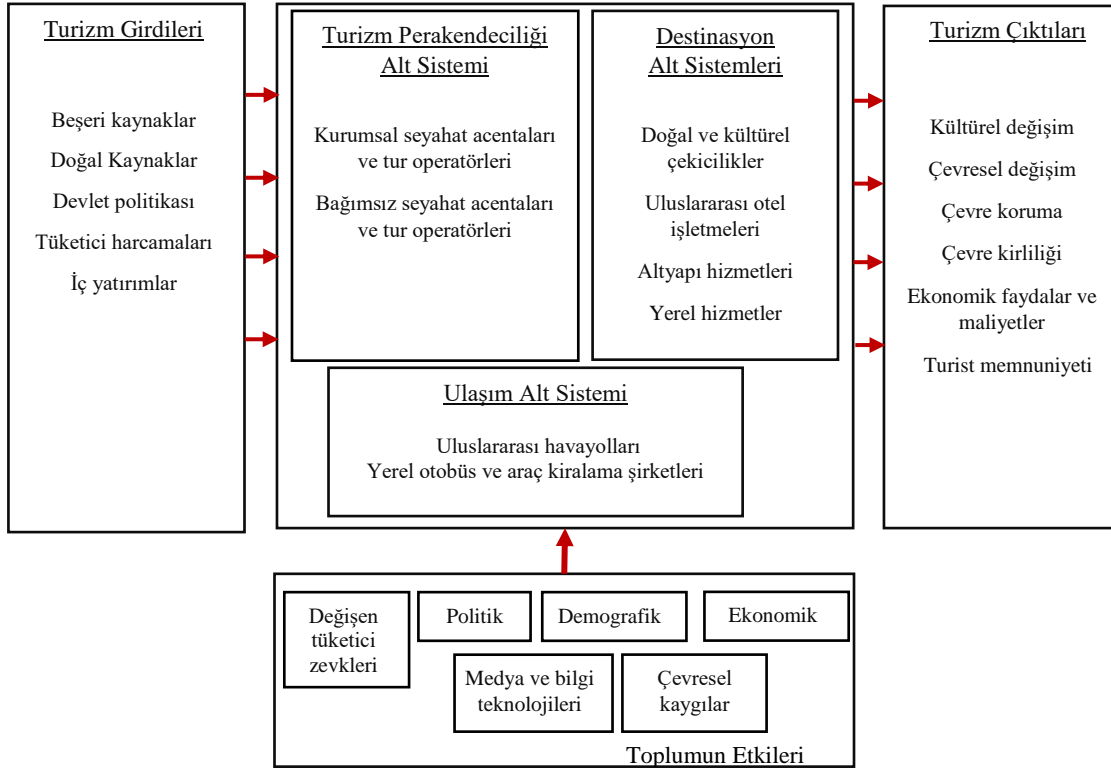 Turizm Girdileri
Beşeri kaynaklar
Doğal Kaynaklar
Devlet politikası
Tüketici harcamaları
İç yatırımlar
Turizm Perakendeciliği
Alt Sistemi
Kurumsal seyahat acentaları
ve tur operatörleri
Bağımsız seyahat acentaları
ve tur operatörleri
Destinasyon
Alt Sistemleri
Doğal ve kültürel
çekicilikler
Uluslararası otel
işletmeleri
Altyapı hizmetleri
Yerel hizmetler
Ulaşım Alt Sistemi
Uluslararası havayolları
Yerel otobüs ve araç kiralama şirketleri
Turizm Çıktıları
Kültürel değişim
Çevresel değişim
Çevre koruma
Çevre kirliliği
Ekonomik faydalar ve
maliyetler
Turist memnuniyeti
Değişen
tüketici
zevkleri
Politik
Demografik
Ekonomik
Medya ve bilgi
teknolojileri
Çevresel
kaygılar
Toplumun Etkileri